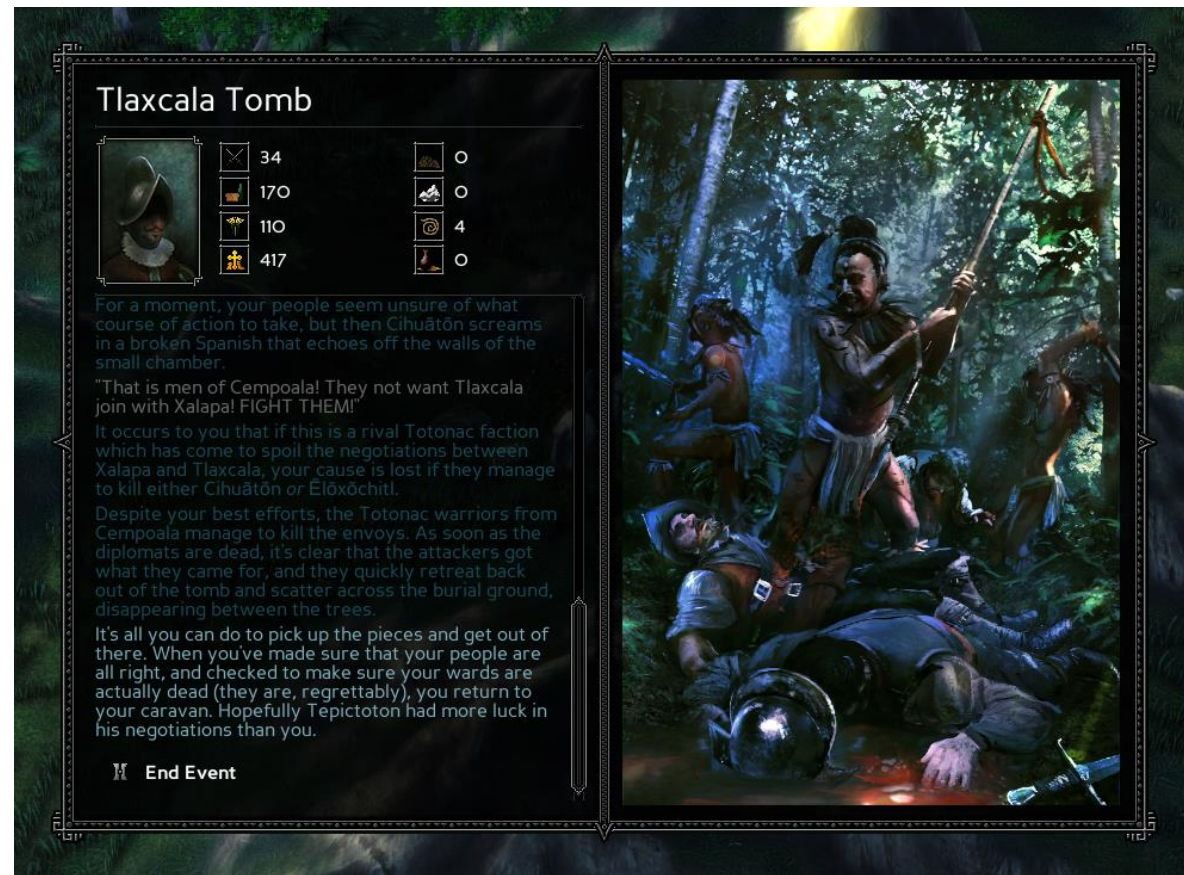 Tlaxcala Tomb
34
0
170
0
110
4
417
0
For a moment, your people seem unsure of what
course of action to take, but then Cihuātōn screams
in a broken Spanish that echoes off the walls of the
small chamber.
"That is men of Cempoala! They not want Tlaxcala
join with Xalapa! FIGHT THEM!"
It occurs to you that if this is a rival Totonac faction
which has come to spoil the negotiations between
Xalapa and Tlaxcala, your cause is lost if they manage
to kill either Cihuātōn or Ēlōxōchitl.
Despite your best efforts, the Totonac warriors from
Cempoala manage to kill the envoys. As soon as the
diplomats are dead, it's clear that the attackers got
what they came for, and they quickly retreat back
out of the tomb and scatter across the burial ground,
disappearing between the trees.
It's all you can do to pick up the pieces and get out of
there. When you've made sure that your people are
all right, and checked to make sure your wards are
actually dead (they are, regrettably), you return to
your caravan. Hopefully Tepictoton had more luck in
his negotiations than you.
End Event